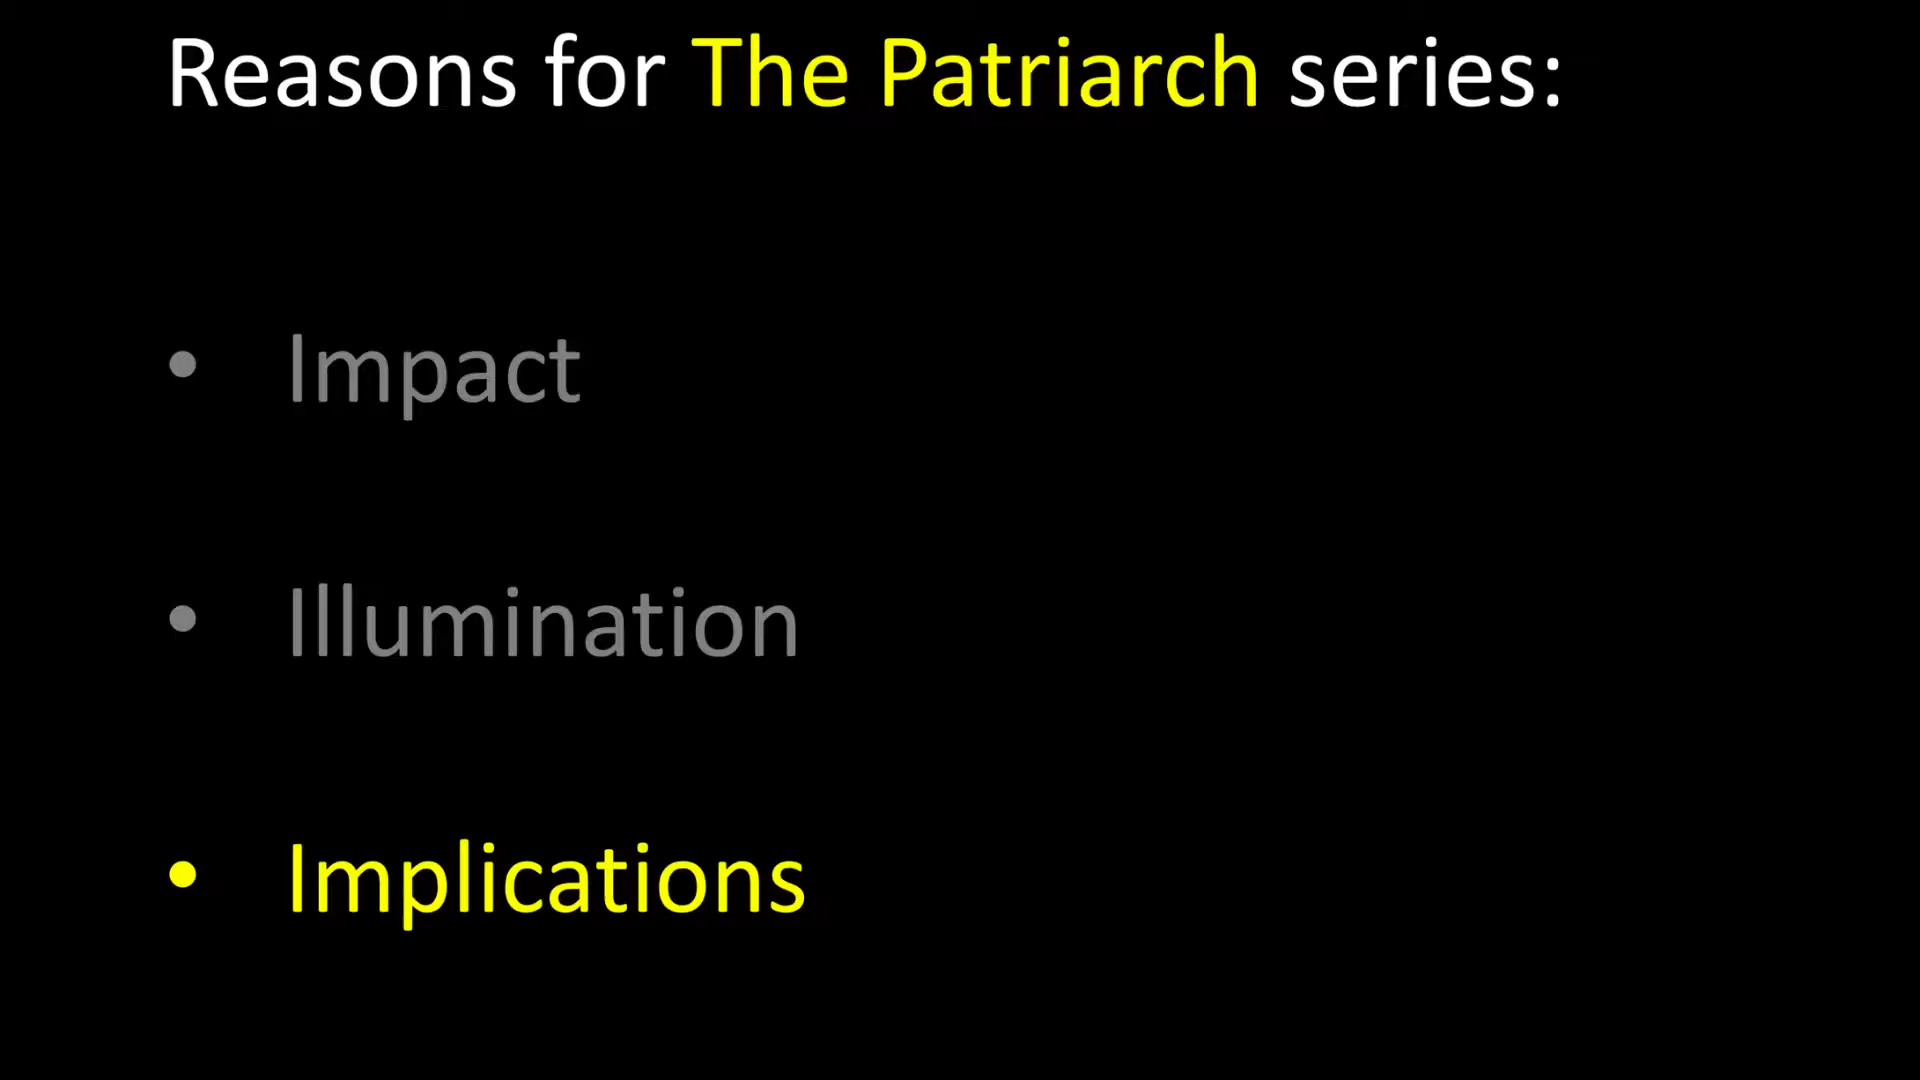 Reasons for The Patriarch series:
• Impact
• Illumination
• Implications